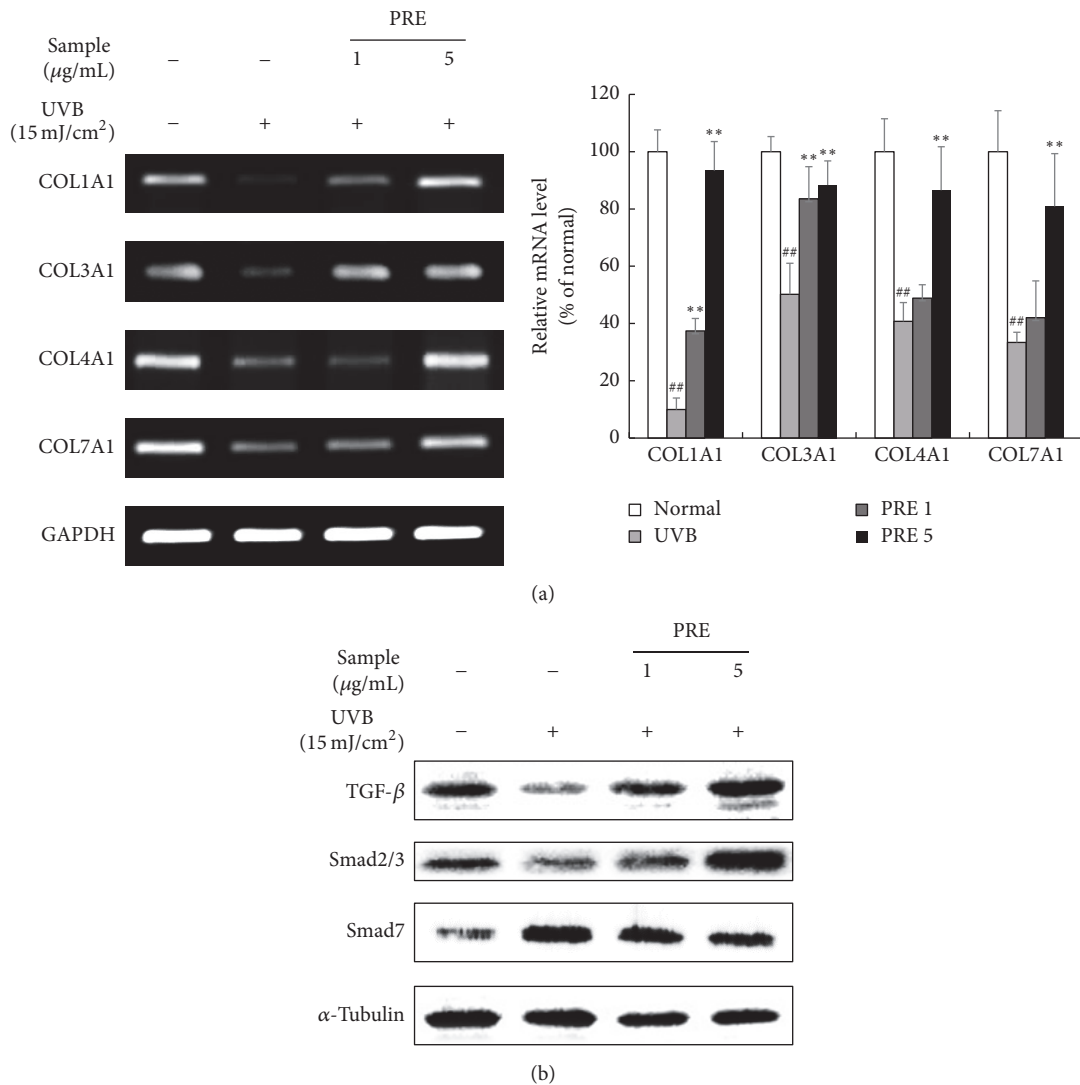 PRE
Sample
(μg/mL)
– – 1 5
UVB
(15 mJ/cm²)
– + + +
COL1A1
COL3A1
COL4A1
COL7A1
GAPDH
Relative mRNA level
(% of normal)
120
100
80
60
40
20
0
## ** **
## ** **
## **
## **
COL1A1 COL3A1 COL4A1 COL7A1
Normal PRE 1
UVB PRE 5
(a)
PRE
Sample
(μg/mL)
– – 1 5
UVB
(15 mJ/cm²)
– + + +
TGF-β
Smad2/3
Smad7
α-Tubulin
(b)